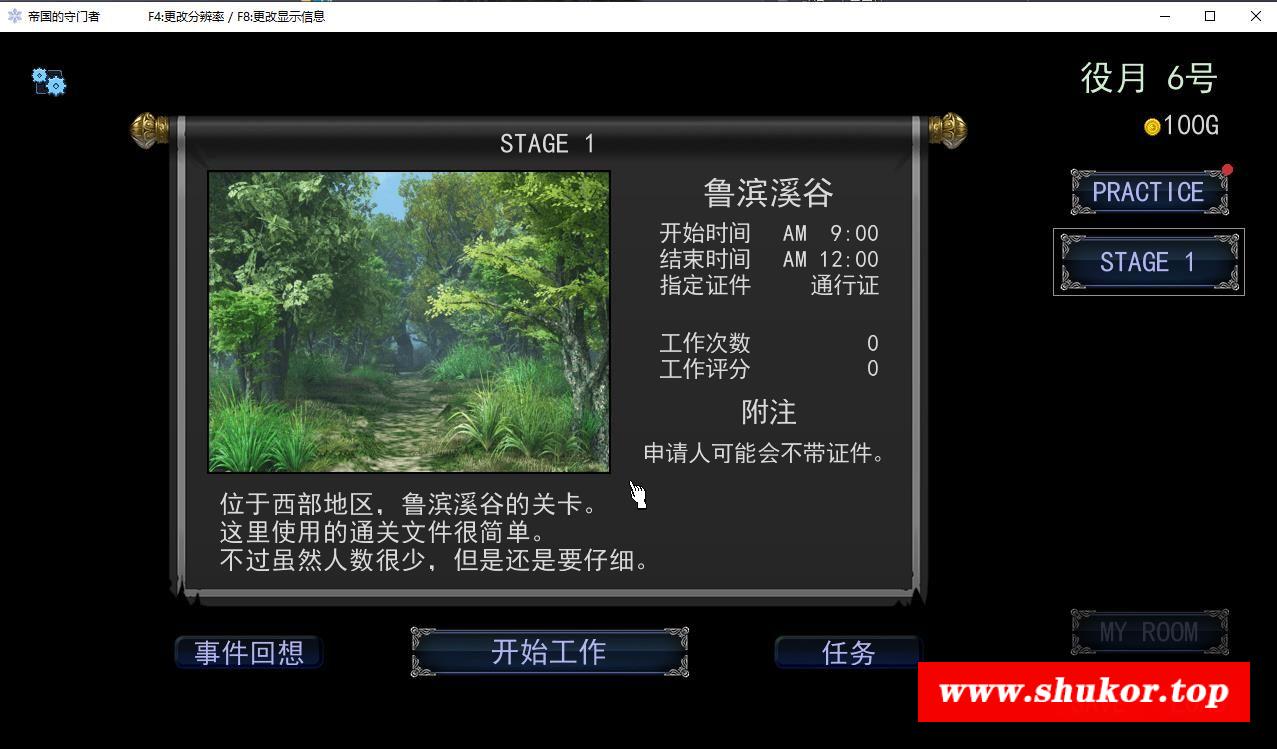 帝国的守门者 F4:更改分辨率 / F8:更改显示信息
役月 6号
100G
STAGE 1
PRACTICE
STAGE 1
鲁滨溪谷
开始时间 AM 9:00
结束时间 AM 12:00
指定证件 通行证
工作次数 0
工作评分 0
附注
申请人可能会不带证件。
位于西部地区，鲁滨溪谷的关卡。
这里使用的通关文件很简单。
不过虽然人数很少，但是还是要仔细。
事件回想
开始工作
任务
MY ROOM
www.shukor.top